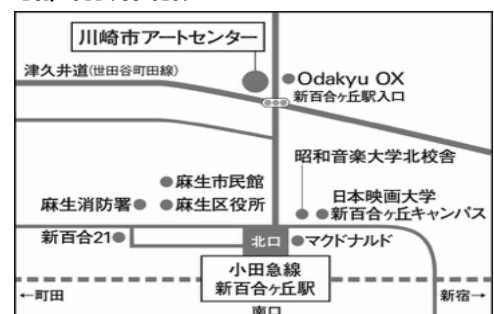 川崎市アートセンター
津久井道(世田谷町田線)
Odakyu OX
新百合ヶ丘駅入口
昭和音楽大学北校舎
麻生市民館
日本映画大学
麻生消防署
麻生区役所
新百合ヶ丘キャンパス
新百合21
北口
マクドナルド
小田急線
新百合ヶ丘駅
←町田
新宿→
南口